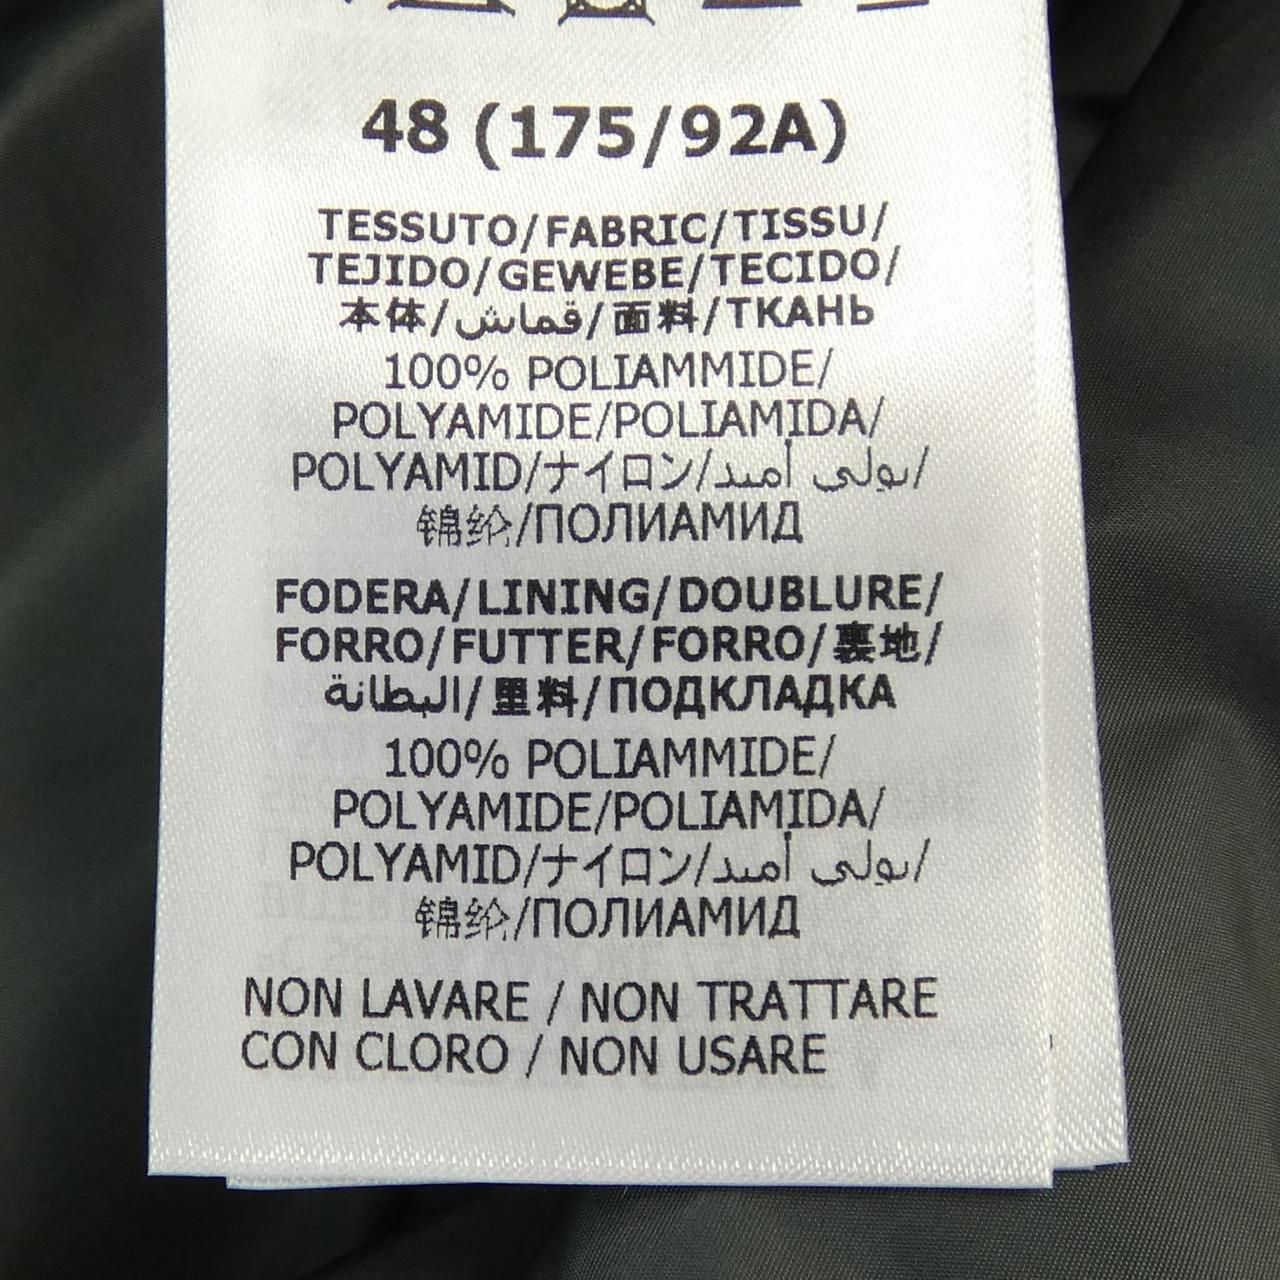 48 (175/92A)
TESSUTO/FABRIC/TISSU/
TEJIDO/GEWEBE/TECIDO/
本体/قماش/面料/ТКАНЬ
100% POLIAMMIDE/
POLYAMIDE/POLIAMIDA/
POLYAMID/ナイロン/بولي أميد/
锦纶/ПОЛИАМИД
FODERA/LINING/DOUBLURE/
FORRO/FUTTER/FORRO/裏地/
البطانة/里料/ПОДКЛАДКА
100% POLIAMMIDE/
POLYAMIDE/POLIAMIDA/
POLYAMID/ナイロン/بولي أميد/
锦纶/ПОЛИАМИД
NON LAVARE / NON TRATTARE
CON CLORO / NON USARE